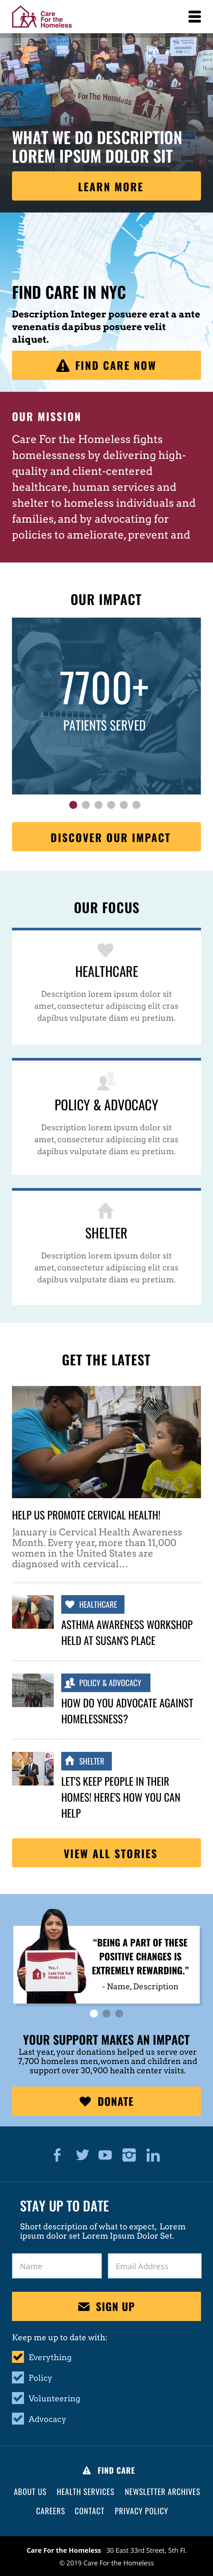 Care
For the
Homeless
Care For The Homeless
WHAT WE DO DESCRIPTION
LOREM IPSUM DOLOR SIT
LEARN MORE
FIND CARE IN NYC
Description Integer posuere erat a ante
venenatis dapibus posuere velit
aliquet.
FIND CARE NOW
OUR MISSION
Care For the Homeless fights
homelessness by delivering high-
quality and client-centered
healthcare, human services and
shelter to homeless individuals and
families, and by advocating for
policies to ameliorate, prevent and
OUR IMPACT
7700+
PATIENTS SERVED
DISCOVER OUR IMPACT
OUR FOCUS
HEALTHCARE
Description lorem ipsum dolor sit
amet, consectetur adipiscing elit cras
dapibus vulputate diam eu pretium.
POLICY & ADVOCACY
Description lorem ipsum dolor sit
amet, consectetur adipiscing elit cras
dapibus vulputate diam eu pretium.
SHELTER
Description lorem ipsum dolor sit
amet, consectetur adipiscing elit cras
dapibus vulputate diam eu pretium.
GET THE LATEST
HELP US PROMOTE CERVICAL HEALTH!
January is Cervical Health Awareness
Month. Every year, more than 11,000
women in the United States are
diagnosed with cervical…
HEALTHCARE
ASTHMA AWARENESS WORKSHOP
HELD AT SUSAN'S PLACE
POLICY & ADVOCACY
HOW DO YOU ADVOCATE AGAINST
HOMELESSNESS?
SHELTER
LET'S KEEP PEOPLE IN THEIR
HOMES! HERE'S HOW YOU CAN
HELP
VIEW ALL STORIES
Yes, I
Care For The
Homeless
"BEING A PART OF THESE
POSITIVE CHANGES IS
EXTREMELY REWARDING."
- Name, Description
YOUR SUPPORT MAKES AN IMPACT
Last year, your donations helped us serve over
7,700 homeless men,women and children and
support over 30,900 health center visits.
DONATE
STAY UP TO DATE
Short description of what to expect, Lorem
ipsum dolor set Lorem Ipsum Dolor Set.
Name Email Address
SIGN UP
Keep me up to date with:
Everything
Policy
Volunteering
Advocacy
FIND CARE
ABOUT US HEALTH SERVICES NEWSLETTER ARCHIVES
CAREERS CONTACT PRIVACY POLICY
Care For the Homeless 30 East 33rd Street, 5th Fl.
© 2019 Care For the Homeless